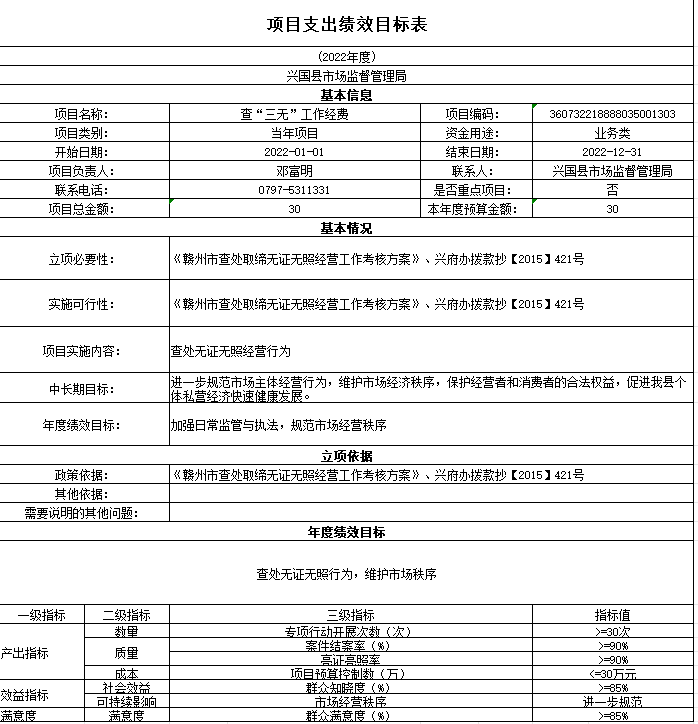 项目支出绩效目标表
(2022年度)
兴国县市场监督管理局
基本信息
项目名称： 查“三无”工作经费 项目编码： 360732218888035001303
项目类别： 当年项目 资金用途： 业务类
开始日期： 2022-01-01 结束日期： 2022-12-31
项目负责人： 邓富明 联系人： 兴国县市场监督管理局
联系电话： 0797-5311331 是否重点项目： 否
项目总金额： 30 本年度预算金额： 30
基本情况
立项必要性： 《赣州市查处取缔无证无照经营工作考核方案》、兴府办拨款抄【2015】421号
实施可行性： 《赣州市查处取缔无证无照经营工作考核方案》、兴府办拨款抄【2015】421号
项目实施内容： 查处无证无照经营行为
中长期目标： 进一步规范市场主体经营行为，维护市场经济秩序，保护经营者和消费者的合法权益，促进我县个
体私营经济快速健康发展。
年度绩效目标： 加强日常监管与执法，规范市场经营秩序
立项依据
政策依据： 《赣州市查处取缔无证无照经营工作考核方案》、兴府办拨款抄【2015】421号
其他依据：
需要说明的其他问题：
年度绩效目标
查处无证无照行为，维护市场秩序
一级指标 二级指标 三级指标 指标值
产出指标 数量 专项行动开展次数（次） >=30次
质量 案件结案率（%） >=90%
亮证亮照率 >=90%
成本 项目预算控制数（万） <=30万元
效益指标 社会效益 群众知晓度（%） >=85%
可持续影响 市场经营秩序 进一步规范
满意度 满意度 群众满意度（%） >=85%